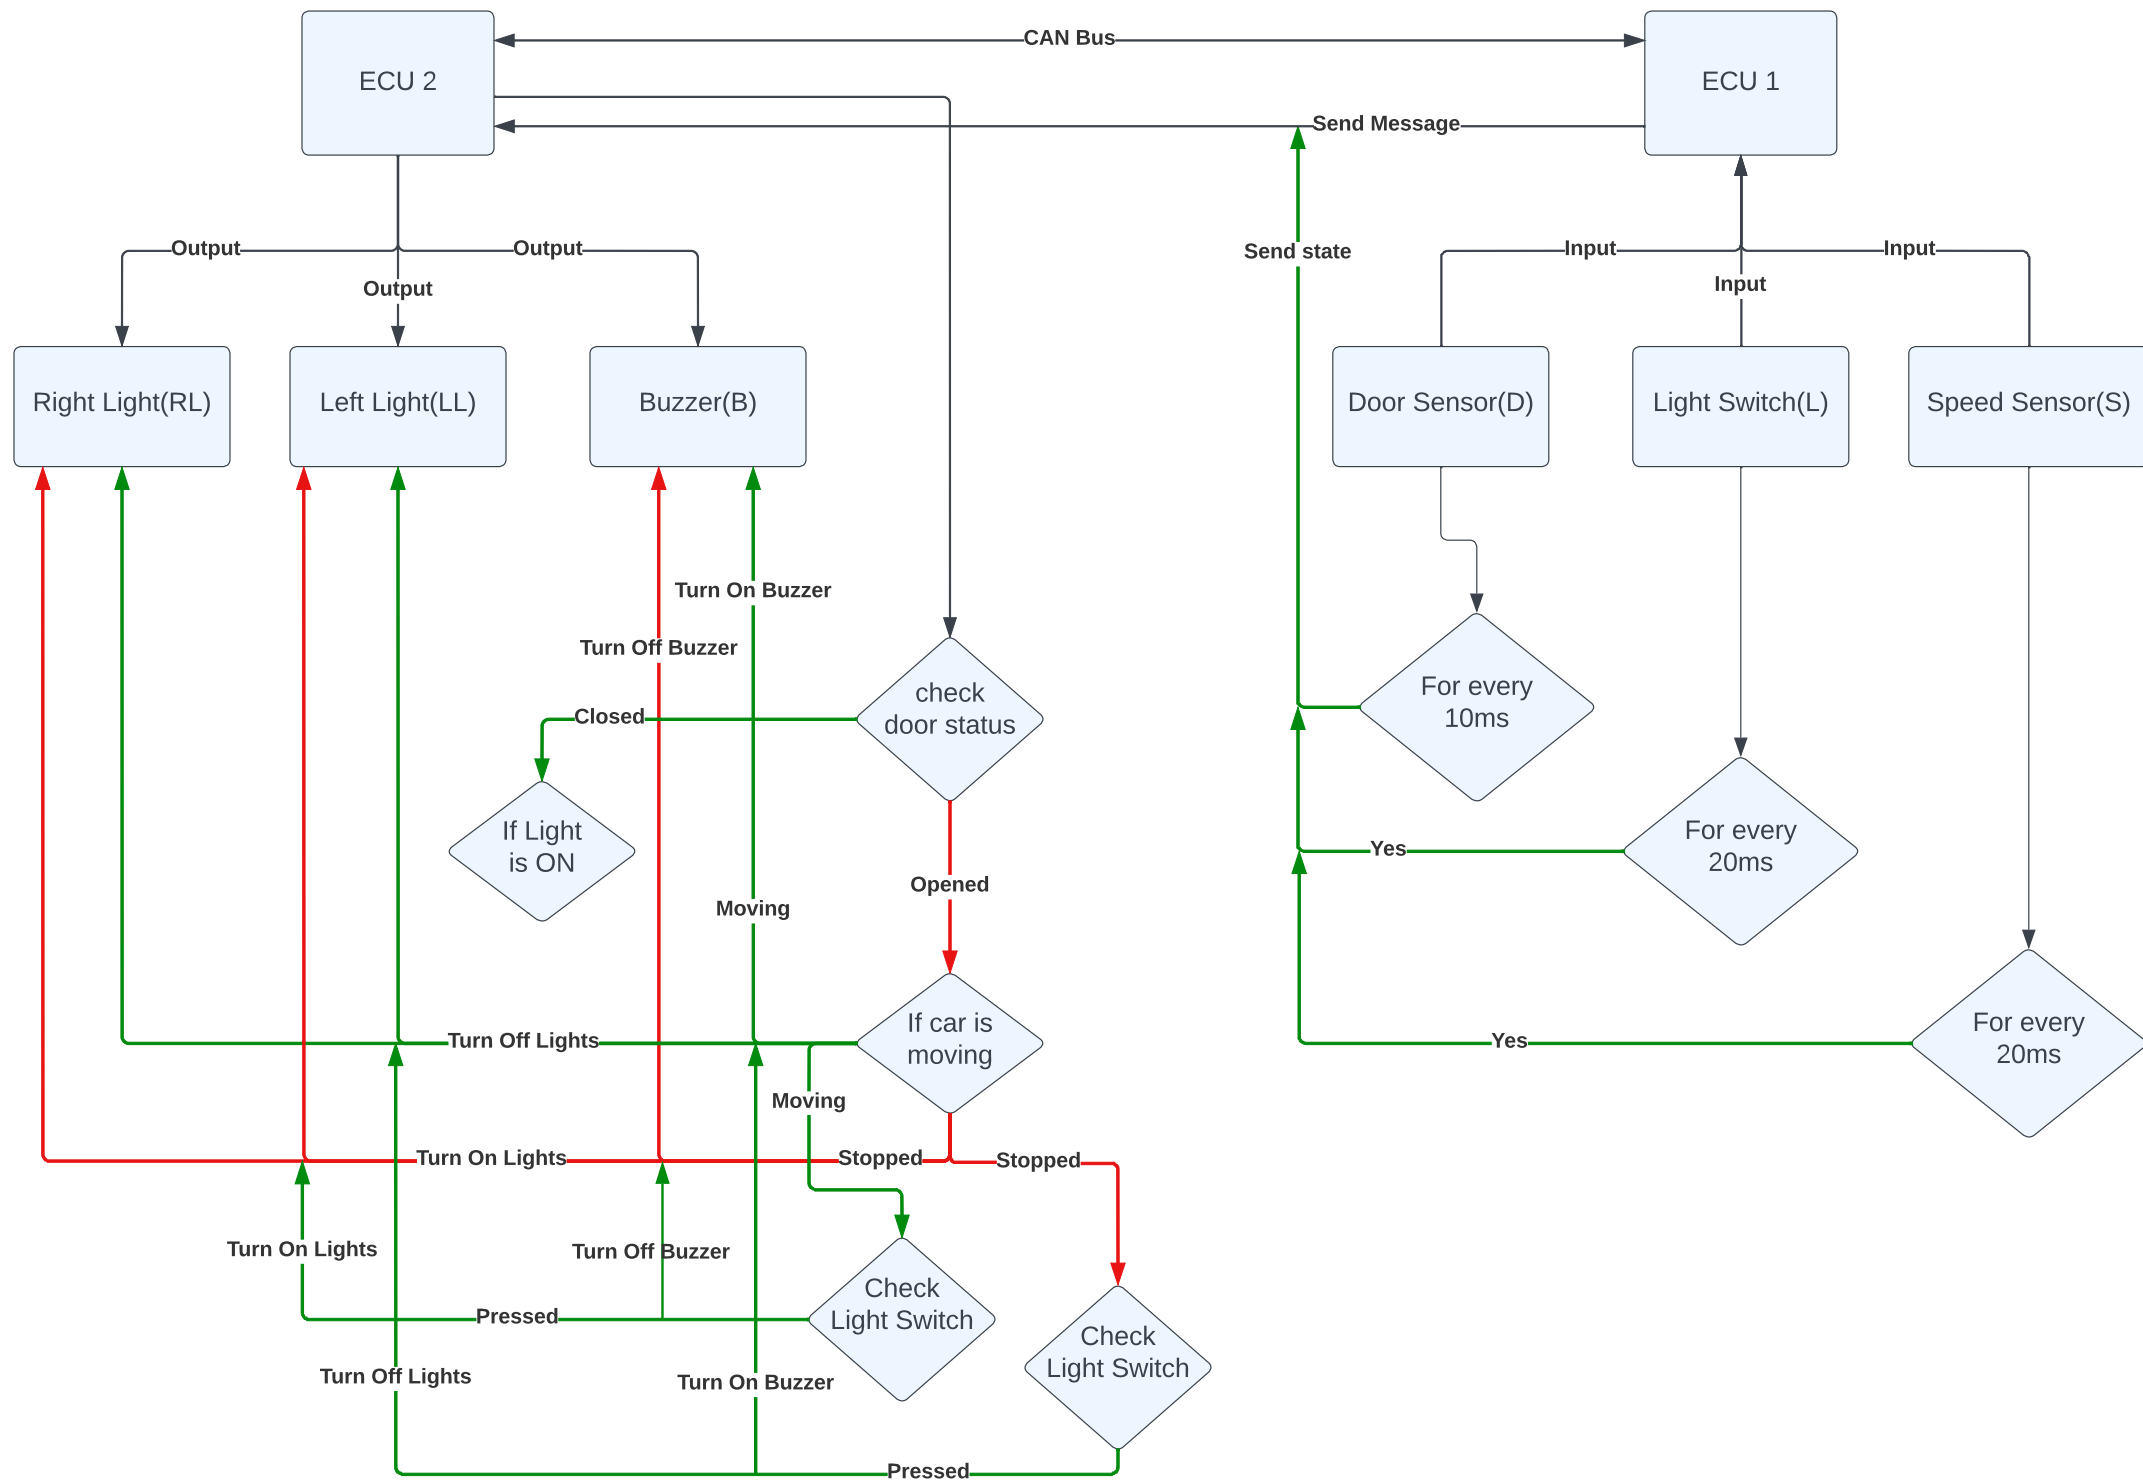 CAN Bus
ECU 2
ECU 1
Send Message
Output
Output
Send state
Input
Input
Output
Input
Right Light(RL)
Left Light(LL)
Buzzer(B)
Door Sensor(D)
Light Switch(L)
Speed Sensor(S)
Turn On Buzzer
Turn Off Buzzer
check
door status
For every
10ms
Closed
If Light
is ON
For every
20ms
Yes
Opened
Moving
If car is
moving
Turn Off Lights
For every
20ms
Yes
Moving
Turn On Lights
Stopped
Stopped
Turn On Lights
Turn Off Buzzer
Check
Light Switch
Pressed
Check
Light Switch
Turn Off Lights
Turn On Buzzer
Pressed